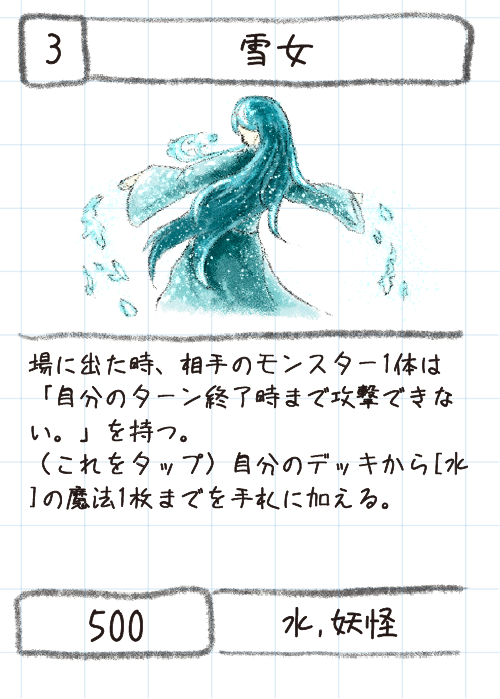 3
雪女
場に出た時、相手のモンスター1体は
「自分のターン終了時まで攻撃できな
い。」を持つ。
（これをタップ）自分のデッキから[水
]の魔法1枚までを手札に加える。
500
水,妖怪